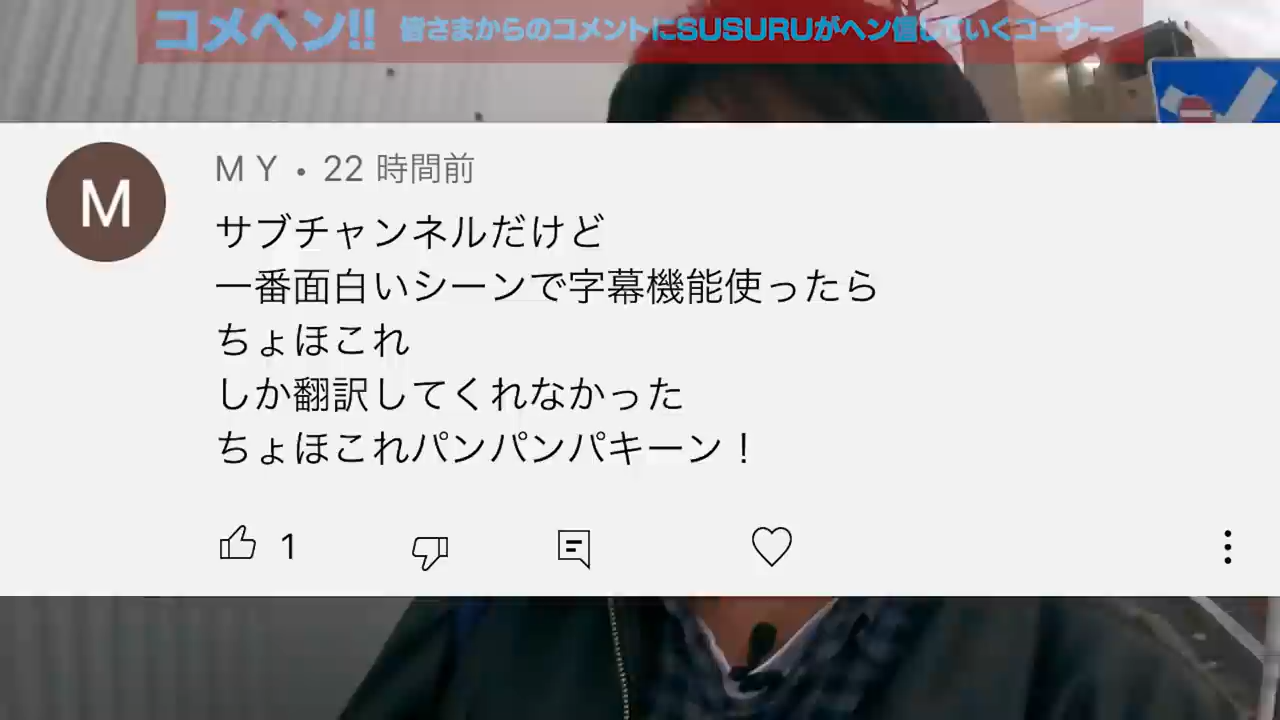 コメヘン!! 皆さまからのコメントにSUSURUがヘン信していくコーナー
M
M Y • 22 時間前
サブチャンネルだけど
一番面白いシーンで字幕機能使ったら
ちょほこれ
しか翻訳してくれなかった
ちょほこれパンパンパキーン！
1